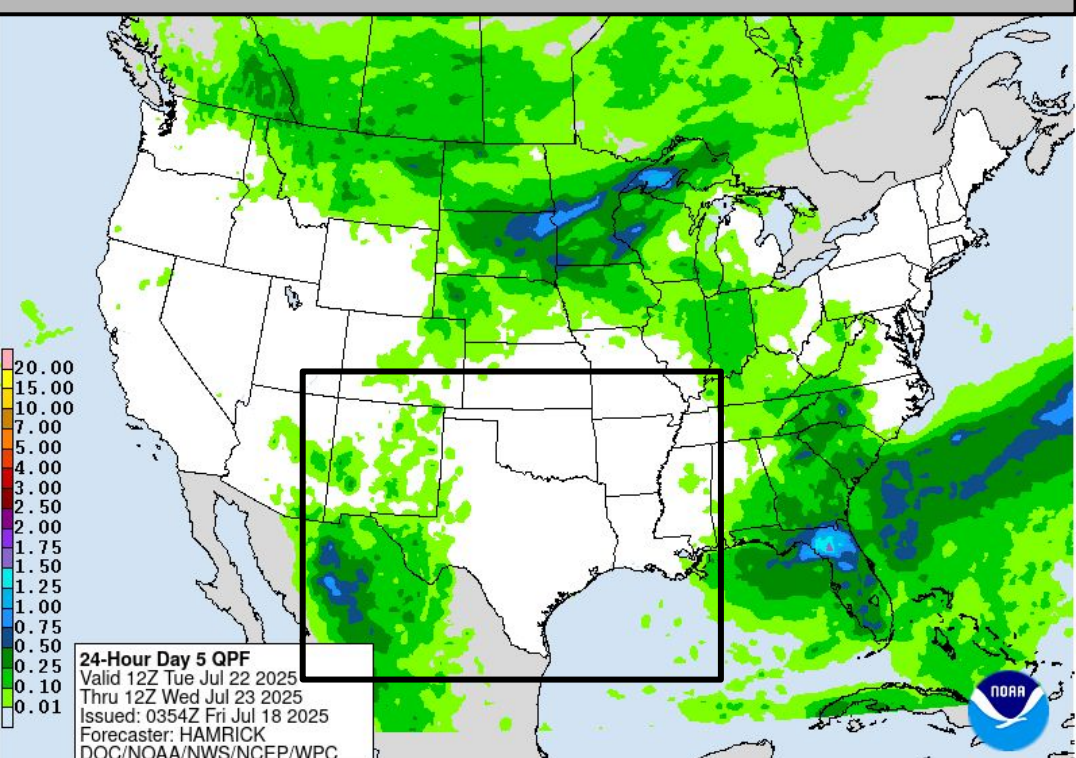 20.00
15.00
10.00
7.00
5.00
4.00
3.00
2.50
2.00
1.75
1.50
1.25
1.00
0.75
0.50
0.25
0.10
0.01
24-Hour Day 5 QPF
Valid 12Z Tue Jul 22 2025
Thru 12Z Wed Jul 23 2025
Issued: 0354Z Fri Jul 18 2025
Forecaster: HAMRICK
DOC/NOAA/NWS/NCEP/WPC
NOAA